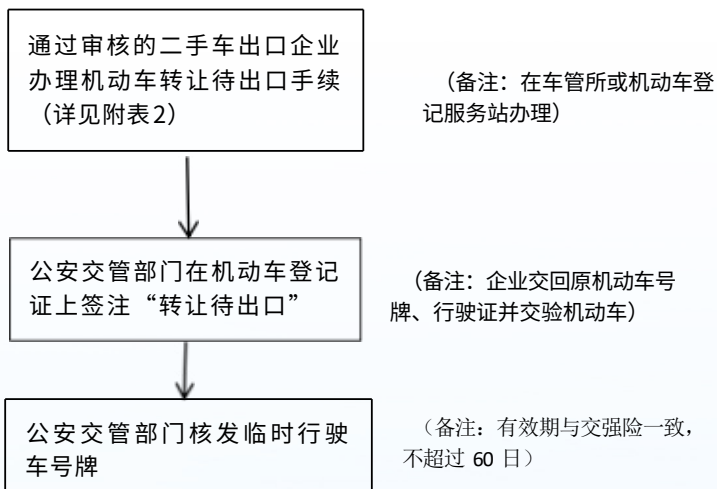 通过审核的二手车出口企业
办理机动车转让待出口手续
（详见附表2）
（备注：在车管所或机动车登
记服务站办理）
公安交管部门在机动车登记
证上签注“转让待出口”
（备注：企业交回原机动车号
牌、行驶证并交验机动车）
公安交管部门核发临时行驶
车号牌
（备注：有效期与交强险一致，
不超过 60 日）